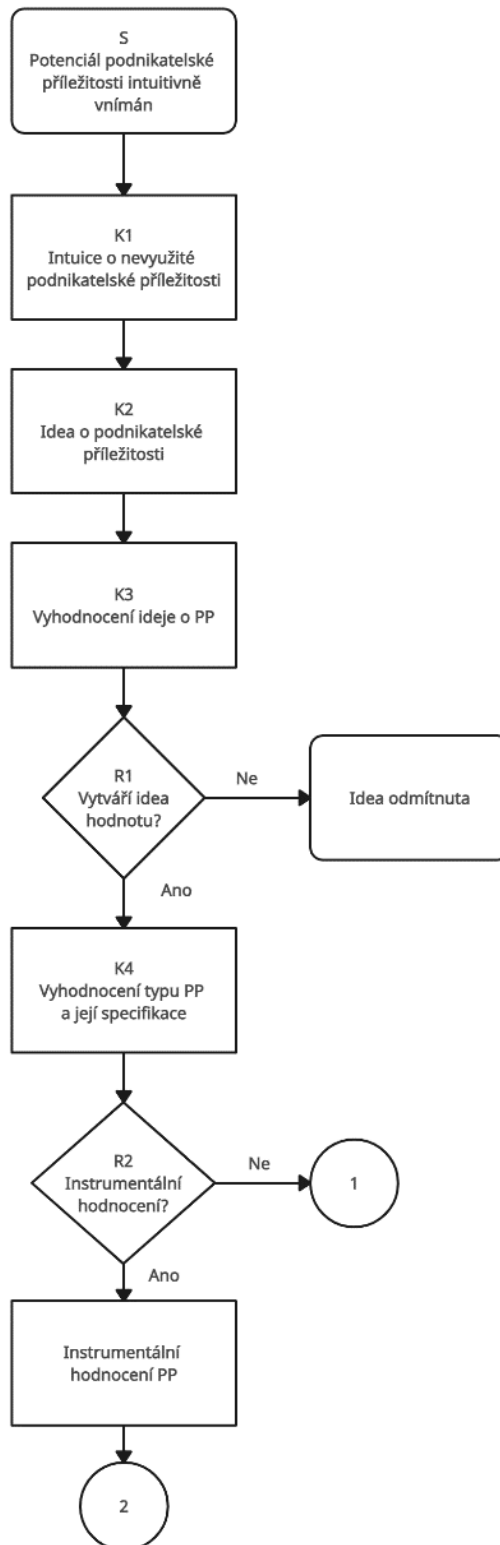 S
Potenciál podnikatelské
příležitosti intuitivně
vnímán
K1
Intuice o nevyužité
podnikatelské příležitosti
K2
Idea o podnikatelské
příležitosti
K3
Vyhodnocení ideje o PP
R1
Vytváří idea
hodnotu?
Ne
Idea odmítnuta
Ano
K4
Vyhodnocení typu PP
a její specifikace
R2
Instrumentální
hodnocení?
Ne
1
Ano
Instrumentální
hodnocení PP
2